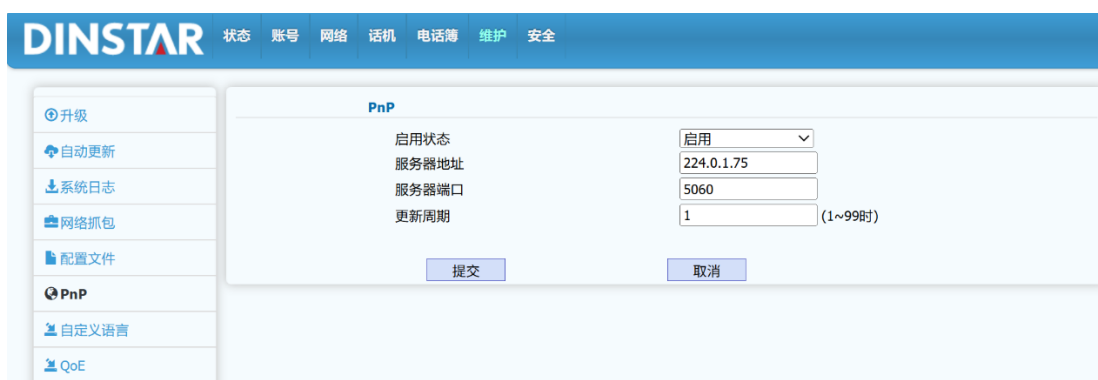 DINSTAR 状态 账号 网络 话机 电话簿 维护 安全
升级
自动更新
系统日志
网络抓包
配置文件
PnP
自定义语言
QoE
PnP
启用状态 启用
服务器地址 224.0.1.75
服务器端口 5060
更新周期 1 (1~99时)
提交 取消